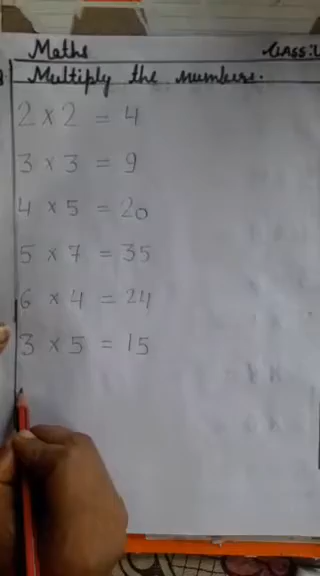 Maths CLASS:U
Multiply the numbers.
2 × 2 = 4
3 × 3 = 9
4 × 5 = 20
5 × 7 = 35
6 × 4 = 24
3 × 5 = 15